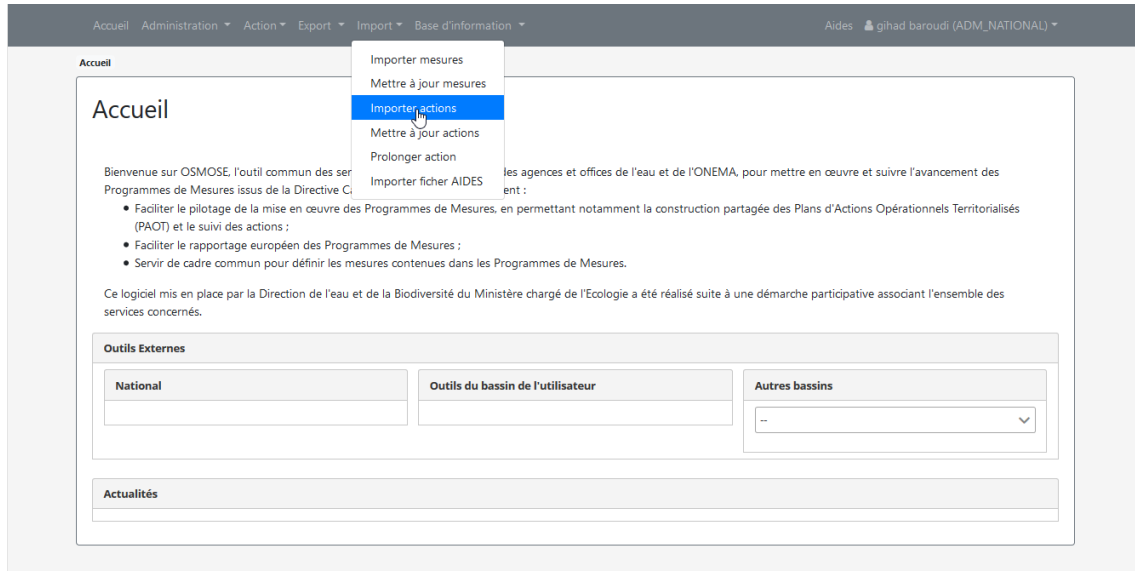 Accueil Administration Action Export Import Base d'information Aides gihad baroudi (ADM_NATIONAL)
Accueil
Importer mesures
Mettre à jour mesures
Importer actions
Mettre à jour actions
Prolonger action
Importer ficher AIDES
Accueil
Bienvenue sur OSMOSE, l'outil commun des ser les agences et offices de l'eau et de l'ONEMA, pour mettre en œuvre et suivre l'avancement des
Programmes de Mesures issus de la Directive Ca ent :
• Faciliter le pilotage de la mise en œuvre des Programmes de Mesures, en permettant notamment la construction partagée des Plans d'Actions Opérationnels Territorialisés
(PAOT) et le suivi des actions ;
• Faciliter le rapportage européen des Programmes de Mesures ;
• Servir de cadre commun pour définir les mesures contenues dans les Programmes de Mesures.
Ce logiciel mis en place par la Direction de l'eau et de la Biodiversité du Ministère chargé de l'Ecologie a été réalisé suite à une démarche participative associant l'ensemble des
services concernés.
Outils Externes
National Outils du bassin de l'utilisateur Autres bassins
--
Actualités